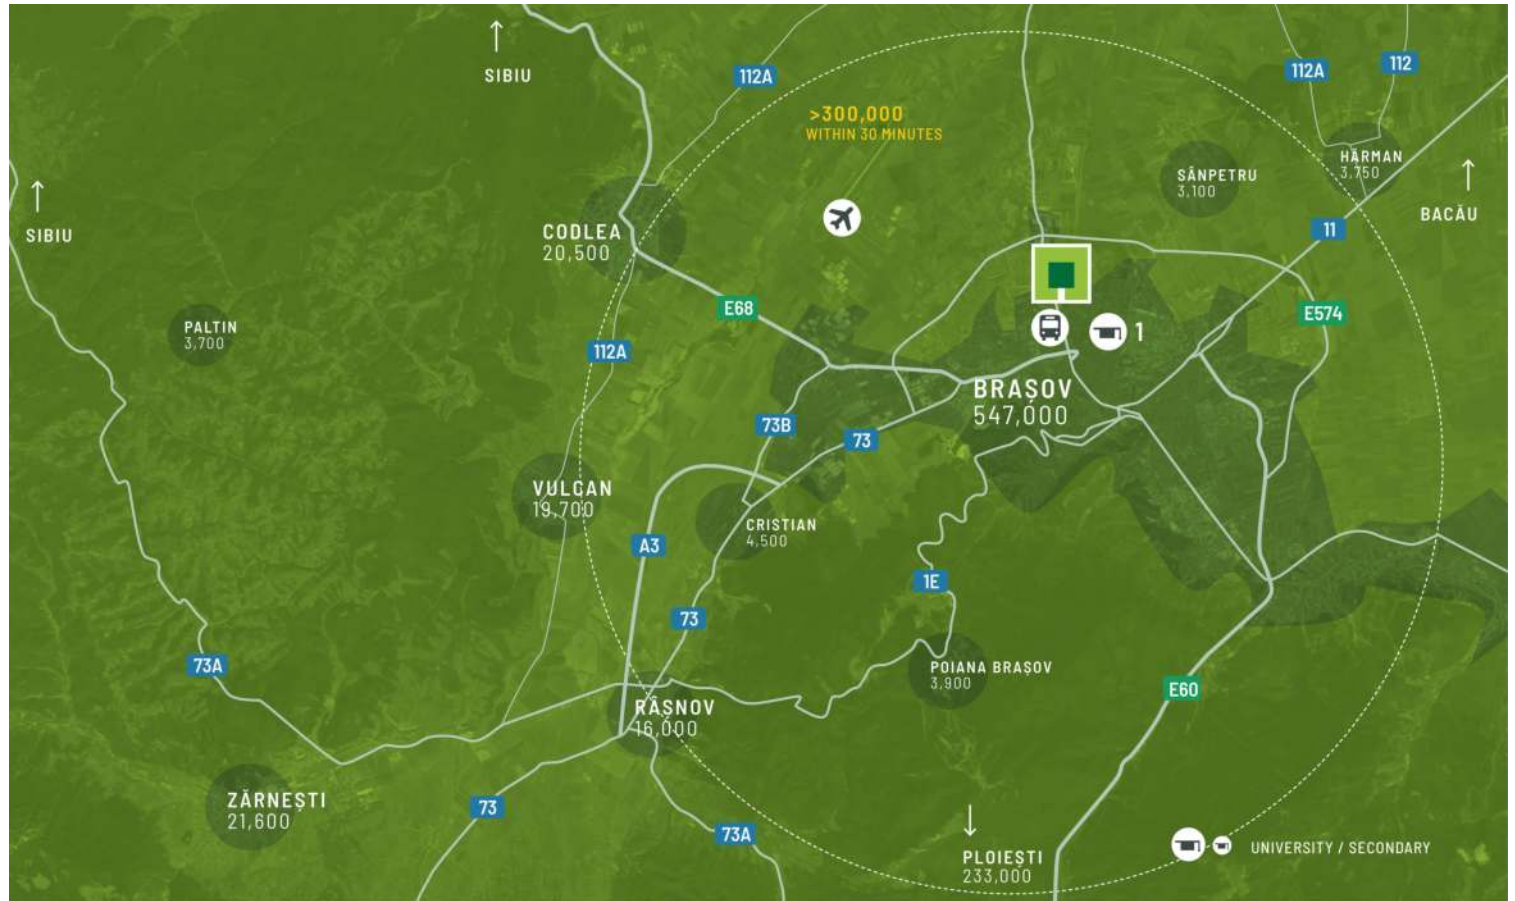 SIBIU
112A
112A
112
>300,000
WITHIN 30 MINUTES
HĂRMAN
3,750
SÂNPETRU
3,100
SIBIU
BACĂU
11
CODLEA
20,500
E68
E574
PALTIN
3,700
112A
1
BRAȘOV
547,000
73B
73
VULCAN
19,700
CRISTIAN
4,500
A3
1E
73
73A
POIANA BRAȘOV
3,900
E60
RÂȘNOV
16,000
ZĂRNEȘTI
21,600
73
73A
PLOIEȘTI
233,000
UNIVERSITY / SECONDARY